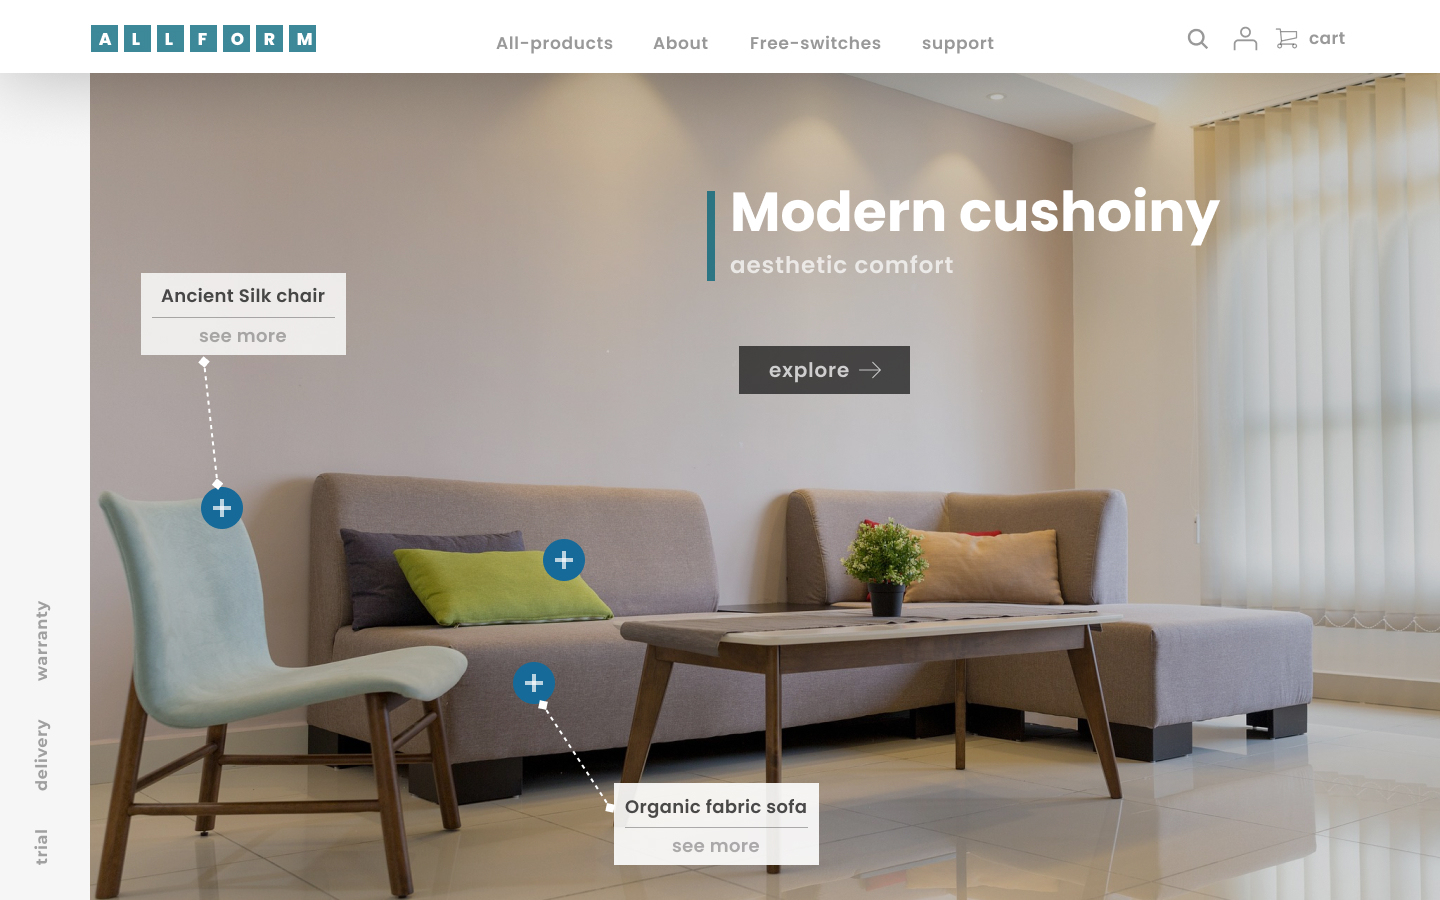 ALLFORM
All-products
About
Free-switches
support
cart
Modern cushoiny
aesthetic comfort
explore
Ancient Silk chair
see more
Organic fabric sofa
see more
warranty
delivery
trial